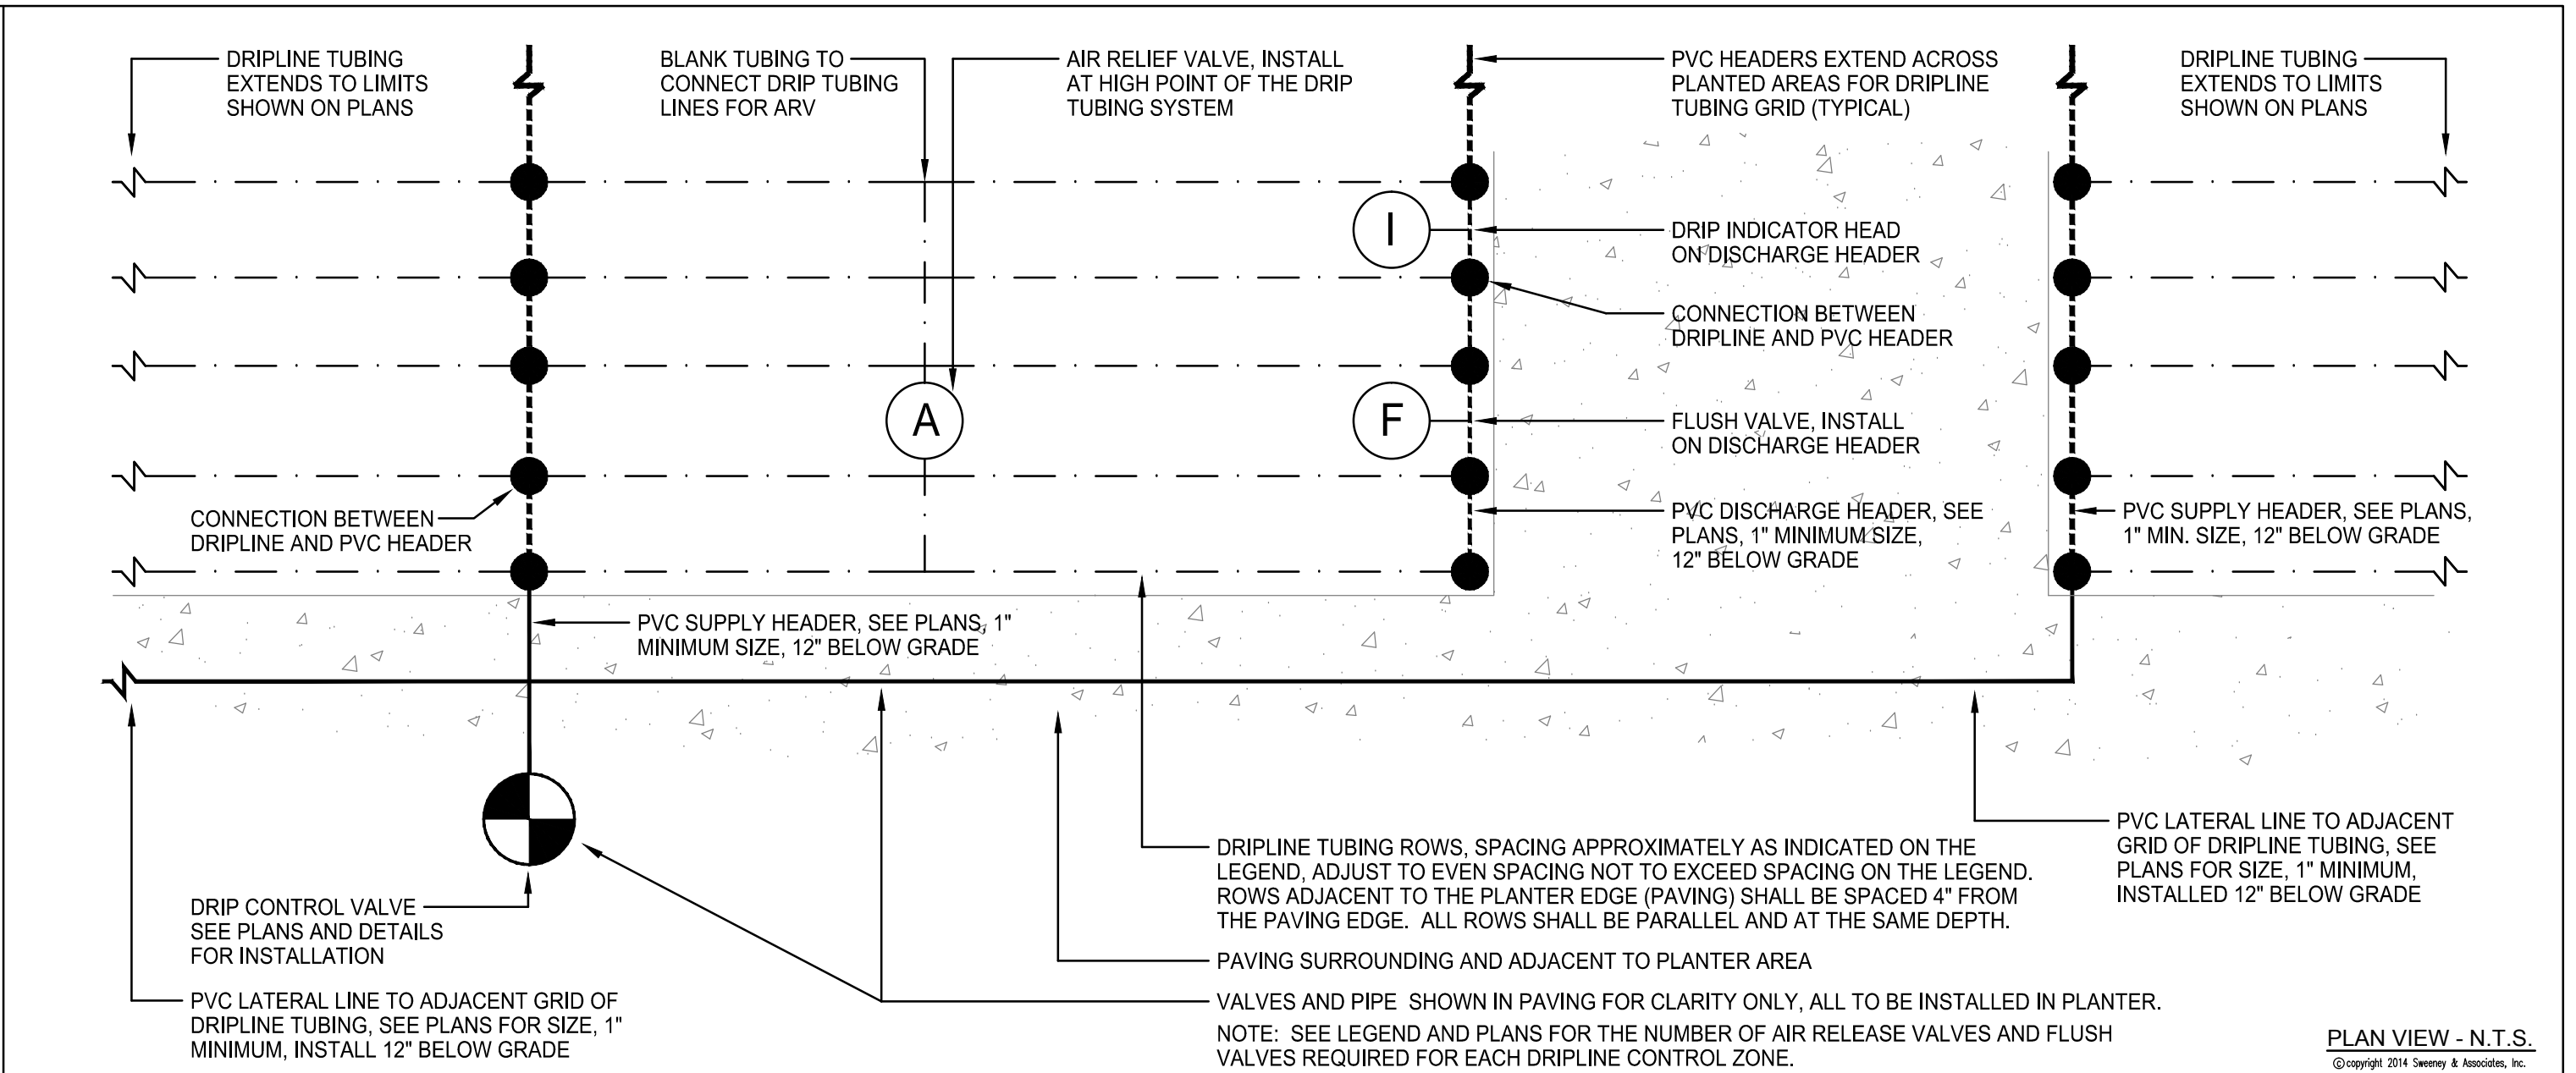 DRIPLINE TUBING
EXTENDS TO LIMITS
SHOWN ON PLANS
BLANK TUBING TO
CONNECT DRIP TUBING
LINES FOR ARV
AIR RELIEF VALVE, INSTALL
AT HIGH POINT OF THE DRIP
TUBING SYSTEM
PVC HEADERS EXTEND ACROSS
PLANTED AREAS FOR DRIPLINE
TUBING GRID (TYPICAL)
DRIPLINE TUBING
EXTENDS TO LIMITS
SHOWN ON PLANS
I
DRIP INDICATOR HEAD
ON DISCHARGE HEADER
CONNECTION BETWEEN
DRIPLINE AND PVC HEADER
A
F
FLUSH VALVE, INSTALL
ON DISCHARGE HEADER
CONNECTION BETWEEN
DRIPLINE AND PVC HEADER
PVC DISCHARGE HEADER, SEE
PLANS, 1" MINIMUM SIZE,
12" BELOW GRADE
PVC SUPPLY HEADER, SEE PLANS,
1" MIN. SIZE, 12" BELOW GRADE
PVC SUPPLY HEADER, SEE PLANS, 1"
MINIMUM SIZE, 12" BELOW GRADE
DRIP CONTROL VALVE
SEE PLANS AND DETAILS
FOR INSTALLATION
PVC LATERAL LINE TO ADJACENT GRID OF
DRIPLINE TUBING, SEE PLANS FOR SIZE, 1"
MINIMUM, INSTALL 12" BELOW GRADE
DRIPLINE TUBING ROWS, SPACING APPROXIMATELY AS INDICATED ON THE
LEGEND, ADJUST TO EVEN SPACING NOT TO EXCEED SPACING ON THE LEGEND.
ROWS ADJACENT TO THE PLANTER EDGE (PAVING) SHALL BE SPACED 4" FROM
THE PAVING EDGE. ALL ROWS SHALL BE PARALLEL AND AT THE SAME DEPTH.
PAVING SURROUNDING AND ADJACENT TO PLANTER AREA
VALVES AND PIPE SHOWN IN PAVING FOR CLARITY ONLY, ALL TO BE INSTALLED IN PLANTER.
NOTE: SEE LEGEND AND PLANS FOR THE NUMBER OF AIR RELEASE VALVES AND FLUSH
VALVES REQUIRED FOR EACH DRIPLINE CONTROL ZONE.
PVC LATERAL LINE TO ADJACENT
GRID OF DRIPLINE TUBING, SEE
PLANS FOR SIZE, 1" MINIMUM,
INSTALLED 12" BELOW GRADE
PLAN VIEW - N.T.S.
©copyright 2014 Sweeney & Associates, Inc.